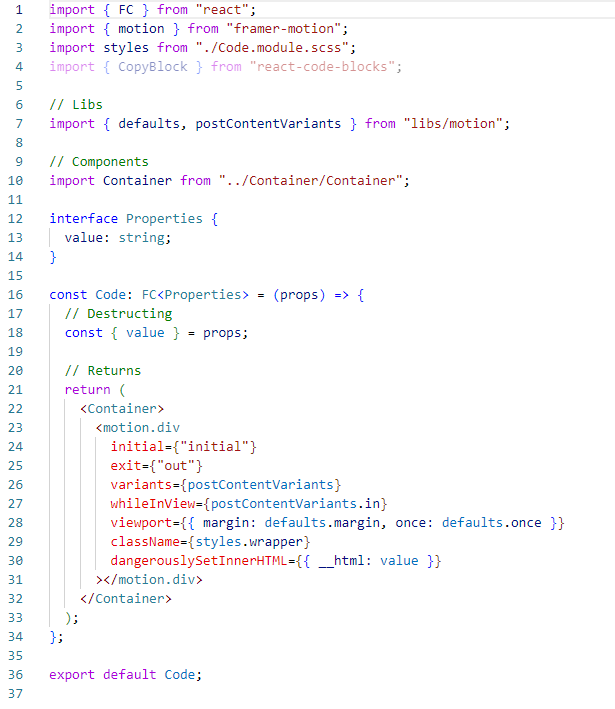 1 import { FC } from "react";
2 import { motion } from "framer-motion";
3 import styles from "./Code.module.scss";
4 import { CopyBlock } from "react-code-blocks";
5
6 // Libs
7 import { defaults, postContentVariants } from "libs/motion";
8
9 // Components
10 import Container from "../Container/Container";
11
12 interface Properties {
13   value: string;
14 }
15
16 const Code: FC<Properties> = (props) => {
17   // Destructing
18   const { value } = props;
19
20   // Returns
21   return (
22     <Container>
23       <motion.div
24         initial={"initial"}
25         exit={"out"}
26         variants={postContentVariants}
27         whileInView={postContentVariants.in}
28         viewport={{ margin: defaults.margin, once: defaults.once }}
29         className={styles.wrapper}
30         dangerouslySetInnerHTML={{ __html: value }}
31       ></motion.div>
32     </Container>
33   );
34 };
35
36 export default Code;
37